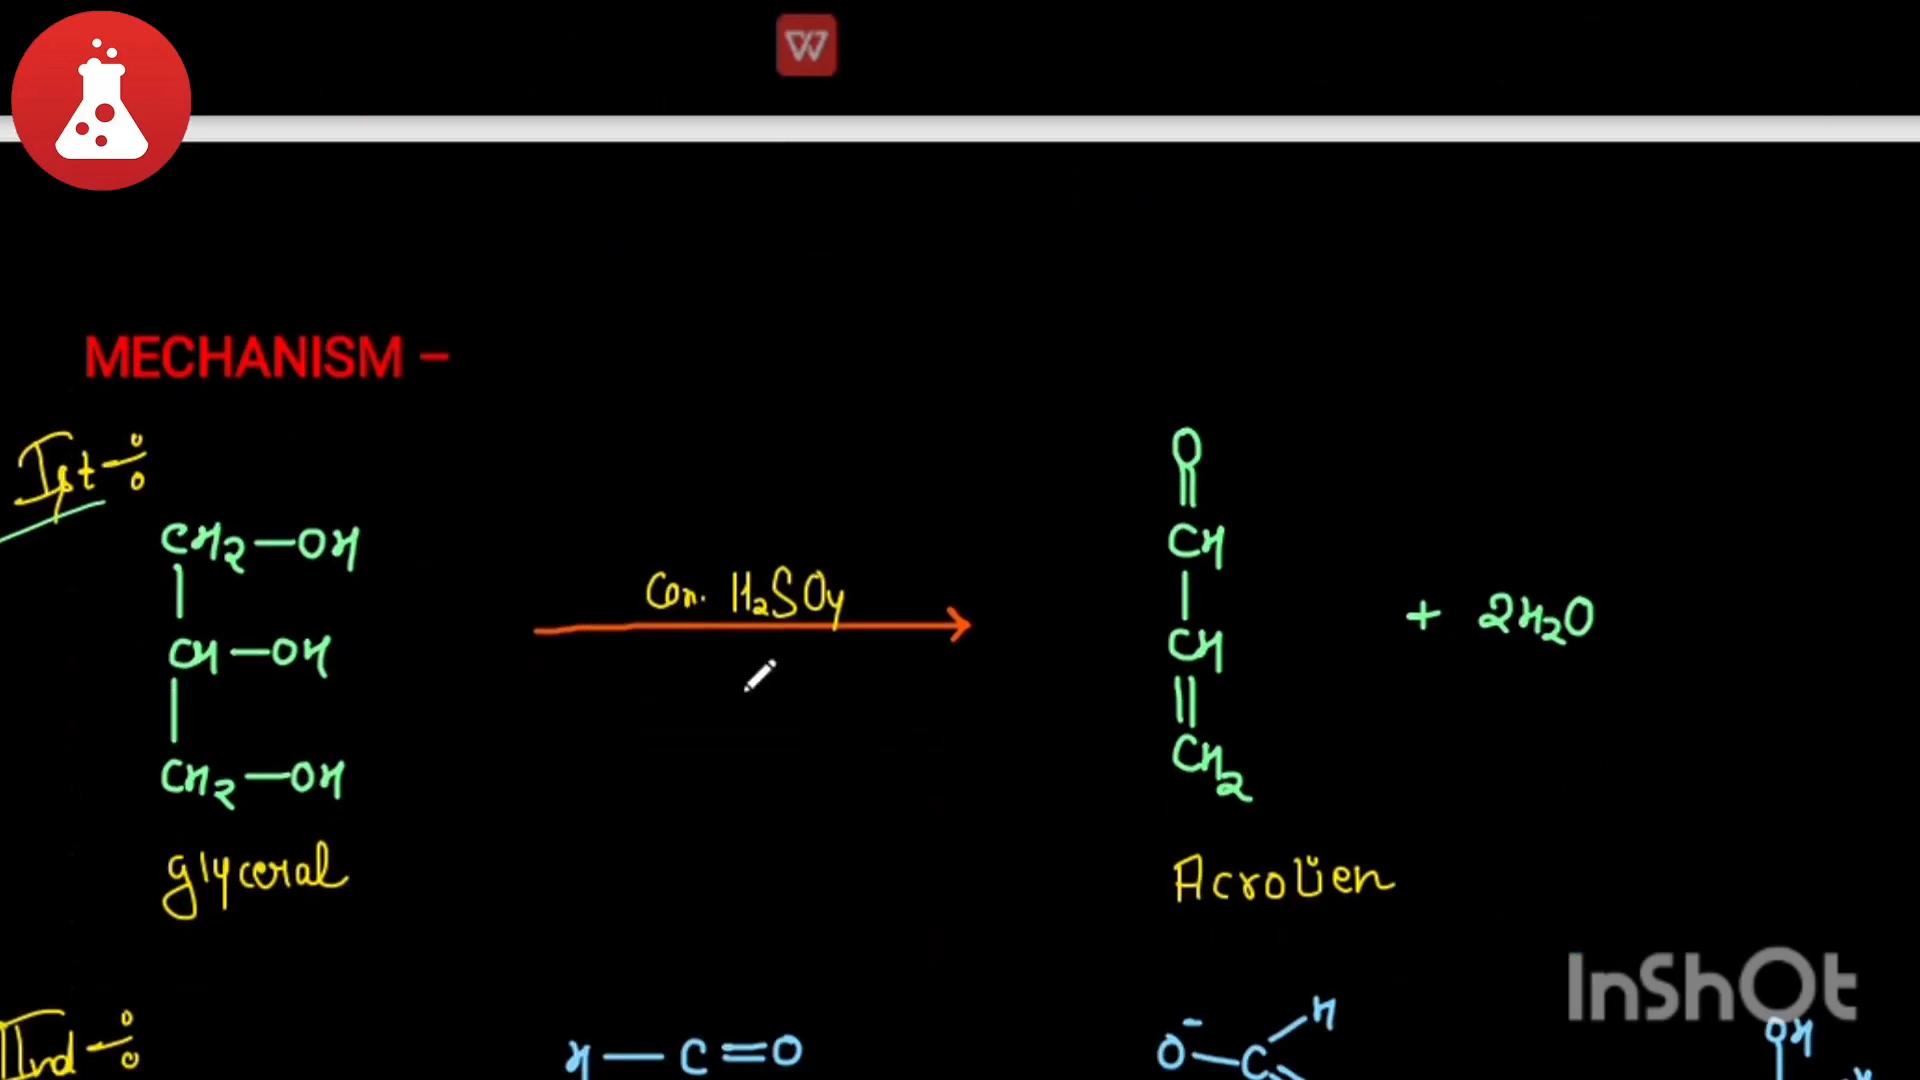 W
MECHANISM –
Ist
CH2—OH
CH—OH
CH2—OH
glyceral
Con. H2SO4
O
CH
CH
CH2
+ 2H2O
Acrolien
InShOt
IInd
H—C=O
O⁻—C
H
OH